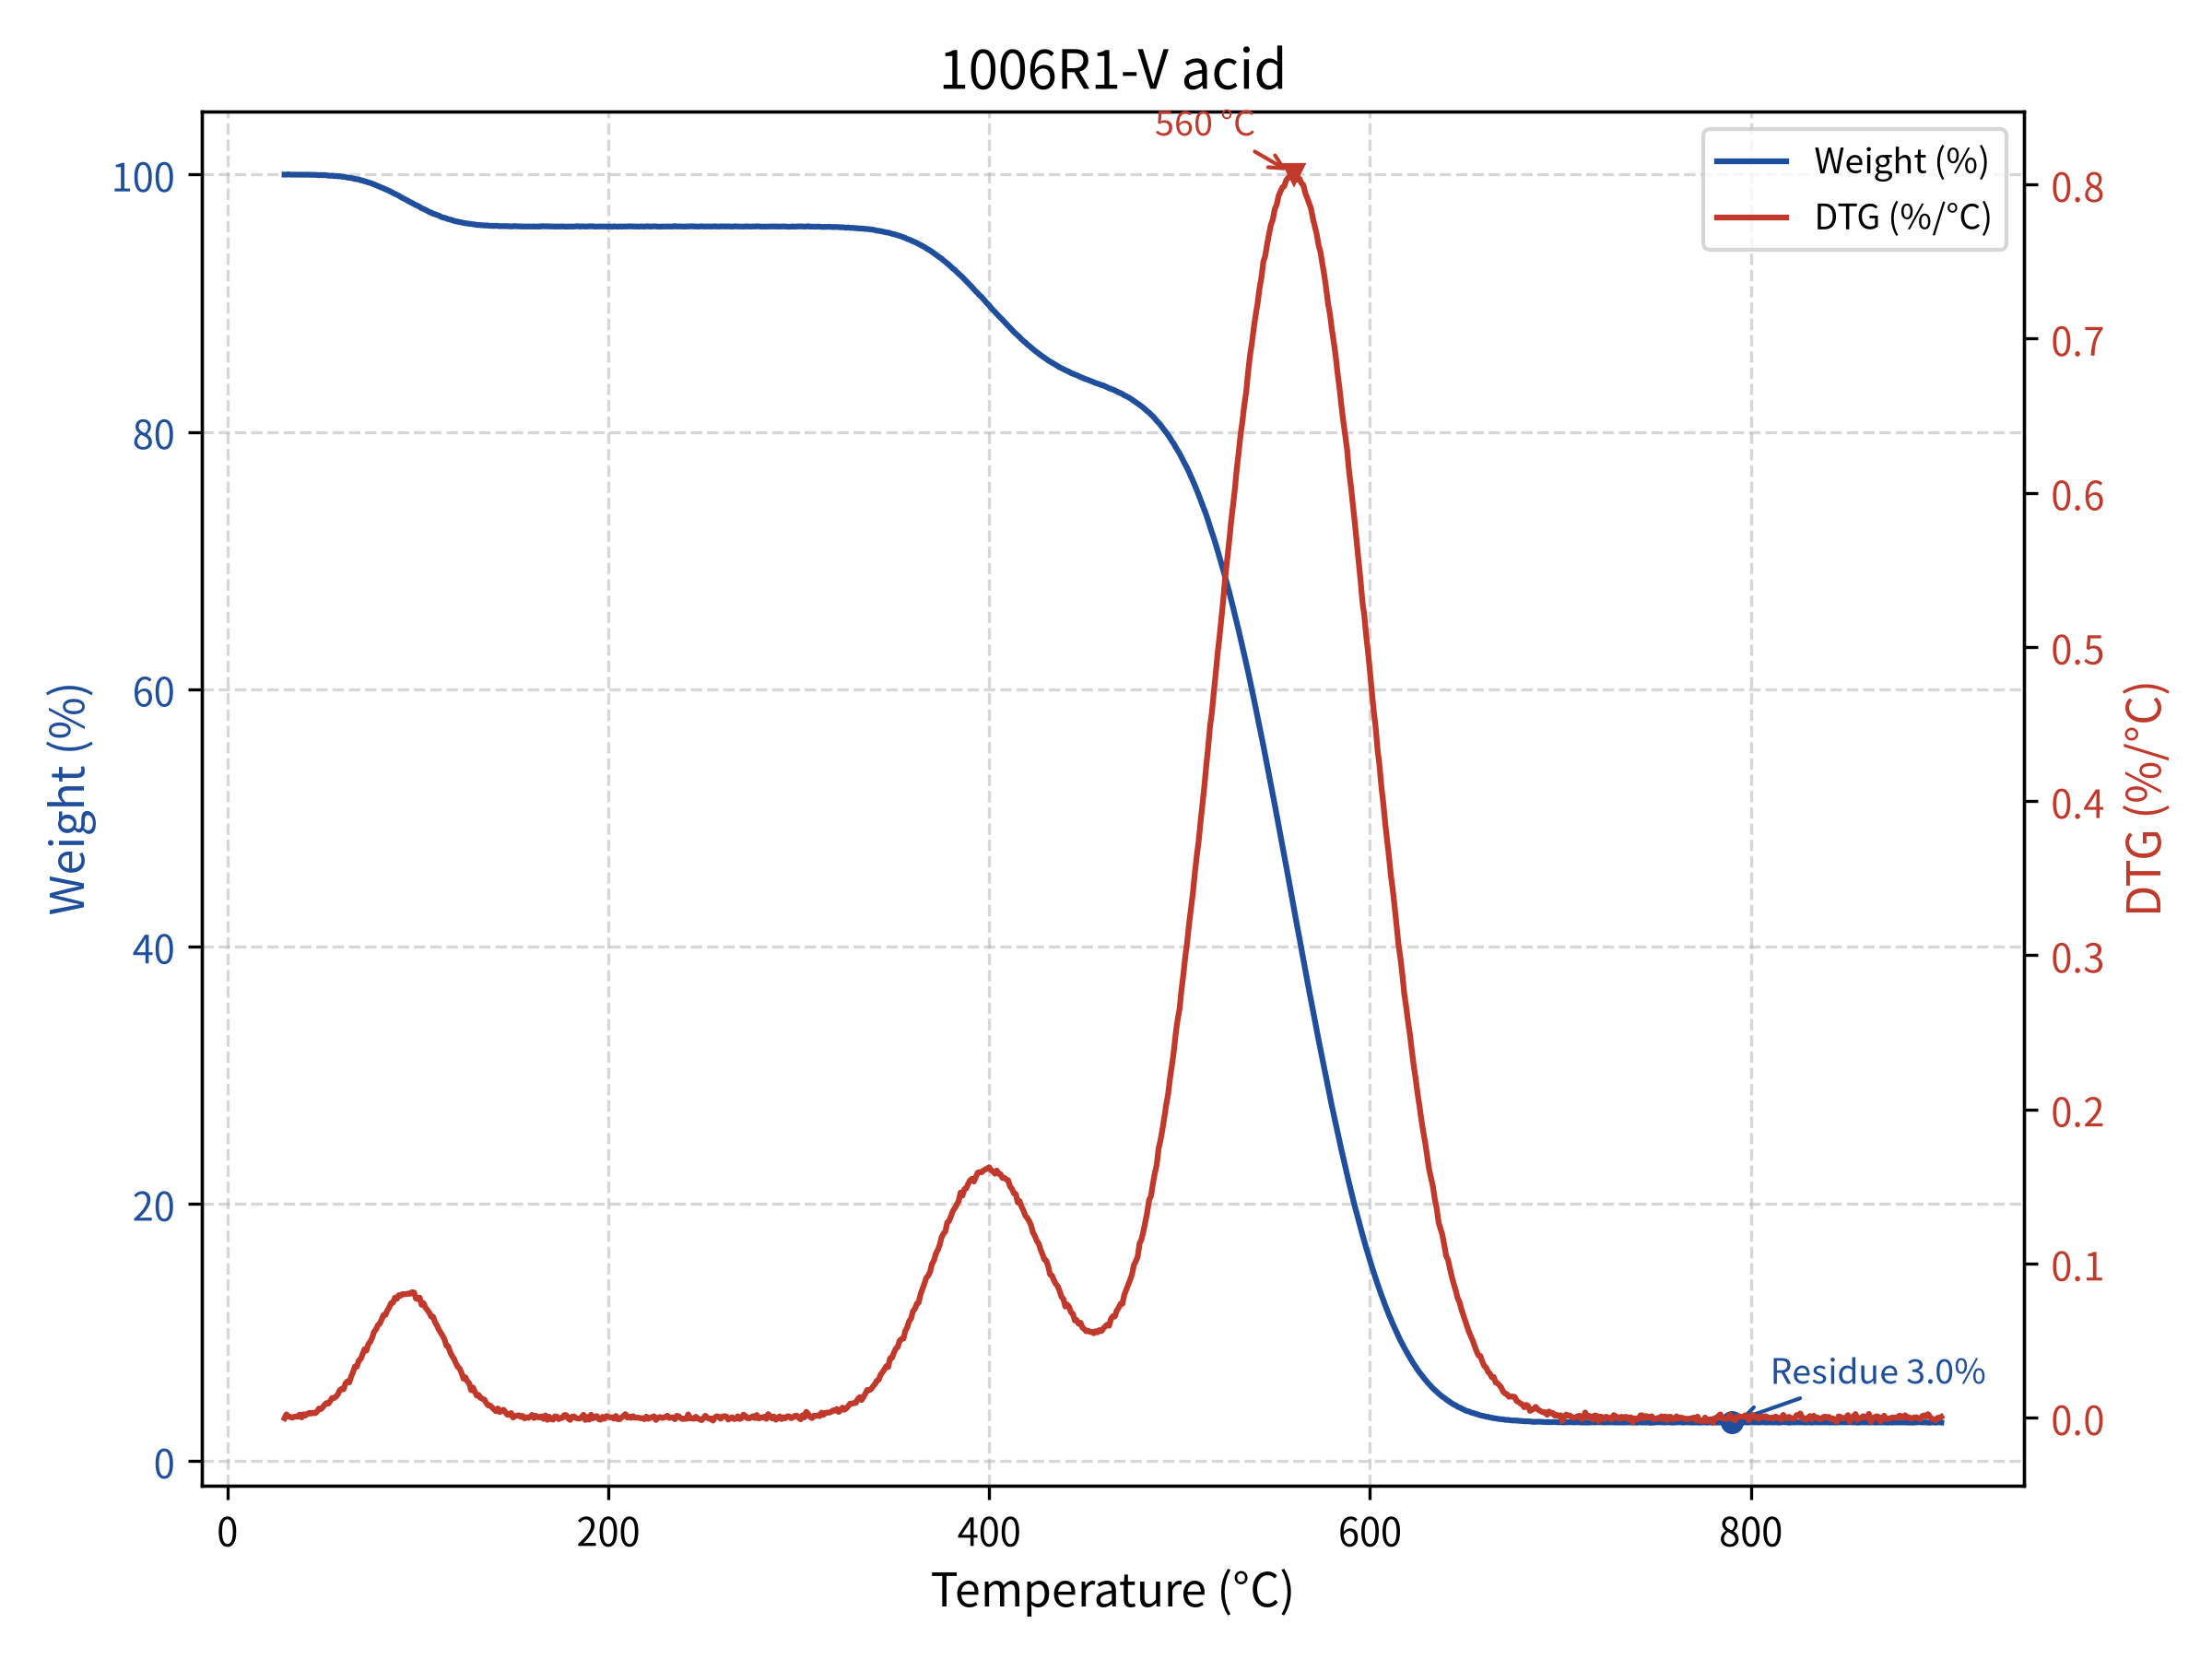 1006R1-V acid
560 °C
Weight (%)
DTG (%/°C)
100
80
60
40
20
0
Weight (%)
0.8
0.7
0.6
0.5
0.4
0.3
0.2
0.1
0.0
DTG (%/°C)
Residue 3.0%
0 200 400 600 800
Temperature (°C)